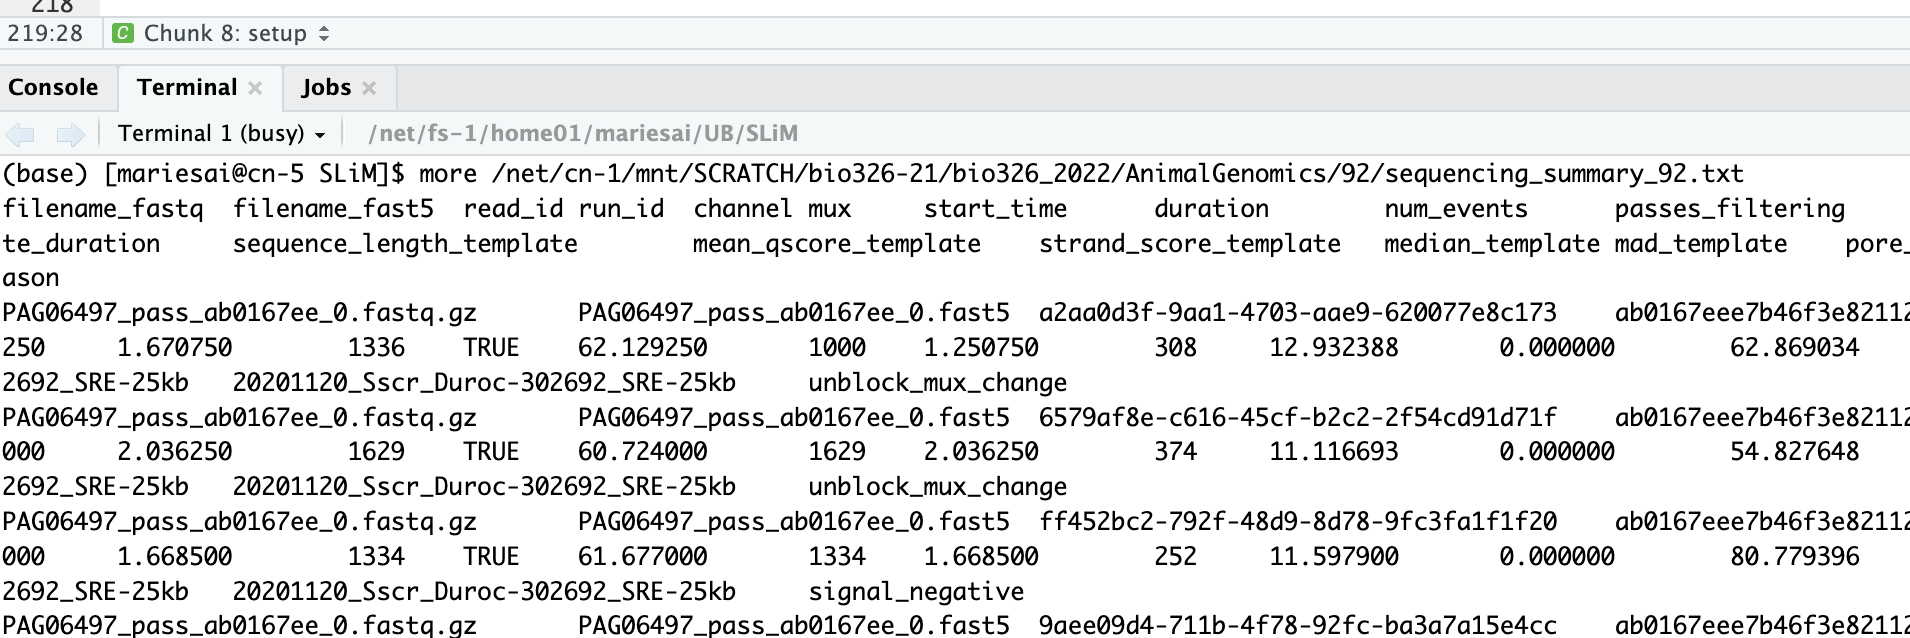 218
219:28 C Chunk 8: setup
Console Terminal × Jobs ×
Terminal 1 (busy) /net/fs-1/home01/mariesai/UB/SLiM
(base) [mariesai@cn-5 SLiM]$ more /net/cn-1/mnt/SCRATCH/bio326-21/bio326_2022/AnimalGenomics/92/sequencing_summary_92.txt
filename_fastq filename_fast5 read_id run_id channel mux start_time duration num_events passes_filtering
te_duration sequence_length_template mean_qscore_template strand_score_template median_template mad_template pore_
ason
PAG06497_pass_ab0167ee_0.fastq.gz PAG06497_pass_ab0167ee_0.fast5 a2aa0d3f-9aa1-4703-aae9-620077e8c173 ab0167eee7b46f3e82112
250 1.670750 1336 TRUE 62.129250 1000 1.250750 308 12.932388 0.000000 62.869034
2692_SRE-25kb 20201120_Sscr_Duroc-302692_SRE-25kb unblock_mux_change
PAG06497_pass_ab0167ee_0.fastq.gz PAG06497_pass_ab0167ee_0.fast5 6579af8e-c616-45cf-b2c2-2f54cd91d71f ab0167eee7b46f3e82112
000 2.036250 1629 TRUE 60.724000 1629 2.036250 374 11.116693 0.000000 54.827648
2692_SRE-25kb 20201120_Sscr_Duroc-302692_SRE-25kb unblock_mux_change
PAG06497_pass_ab0167ee_0.fastq.gz PAG06497_pass_ab0167ee_0.fast5 ff452bc2-792f-48d9-8d78-9fc3fa1f1f20 ab0167eee7b46f3e82112
000 1.668500 1334 TRUE 61.677000 1334 1.668500 252 11.597900 0.000000 80.779396
2692_SRE-25kb 20201120_Sscr_Duroc-302692_SRE-25kb signal_negative
PAG06497_pass_ab0167ee_0.fastq.gz PAG06497_pass_ab0167ee_0.fast5 9aee09d4-711b-4f78-92fc-ba3a7a15e4cc ab0167eee7b46f3e82112